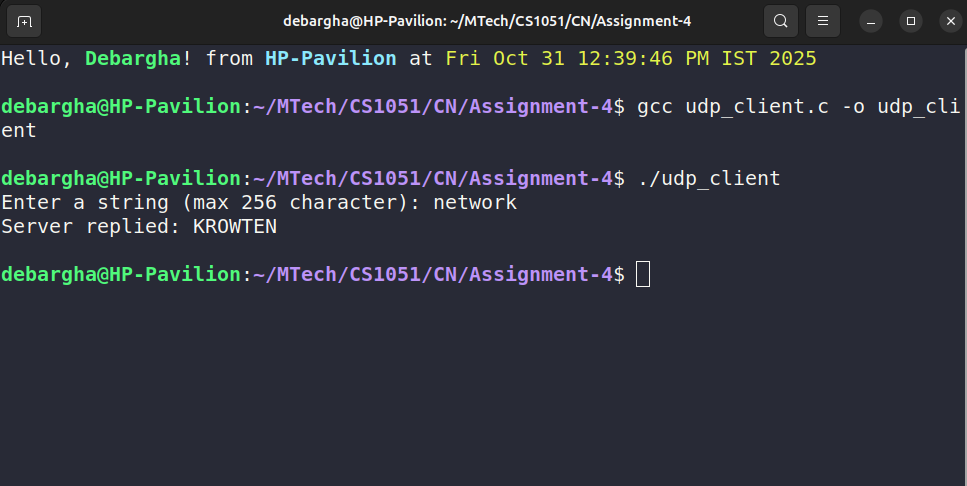 debargha@HP-Pavilion: ~/MTech/CS1051/CN/Assignment-4
Hello, Debargha! from HP-Pavilion at Fri Oct 31 12:39:46 PM IST 2025
debargha@HP-Pavilion:~/MTech/CS1051/CN/Assignment-4$ gcc udp_client.c -o udp_cli
ent
debargha@HP-Pavilion:~/MTech/CS1051/CN/Assignment-4$ ./udp_client
Enter a string (max 256 character): network
Server replied: KROWTEN
debargha@HP-Pavilion:~/MTech/CS1051/CN/Assignment-4$